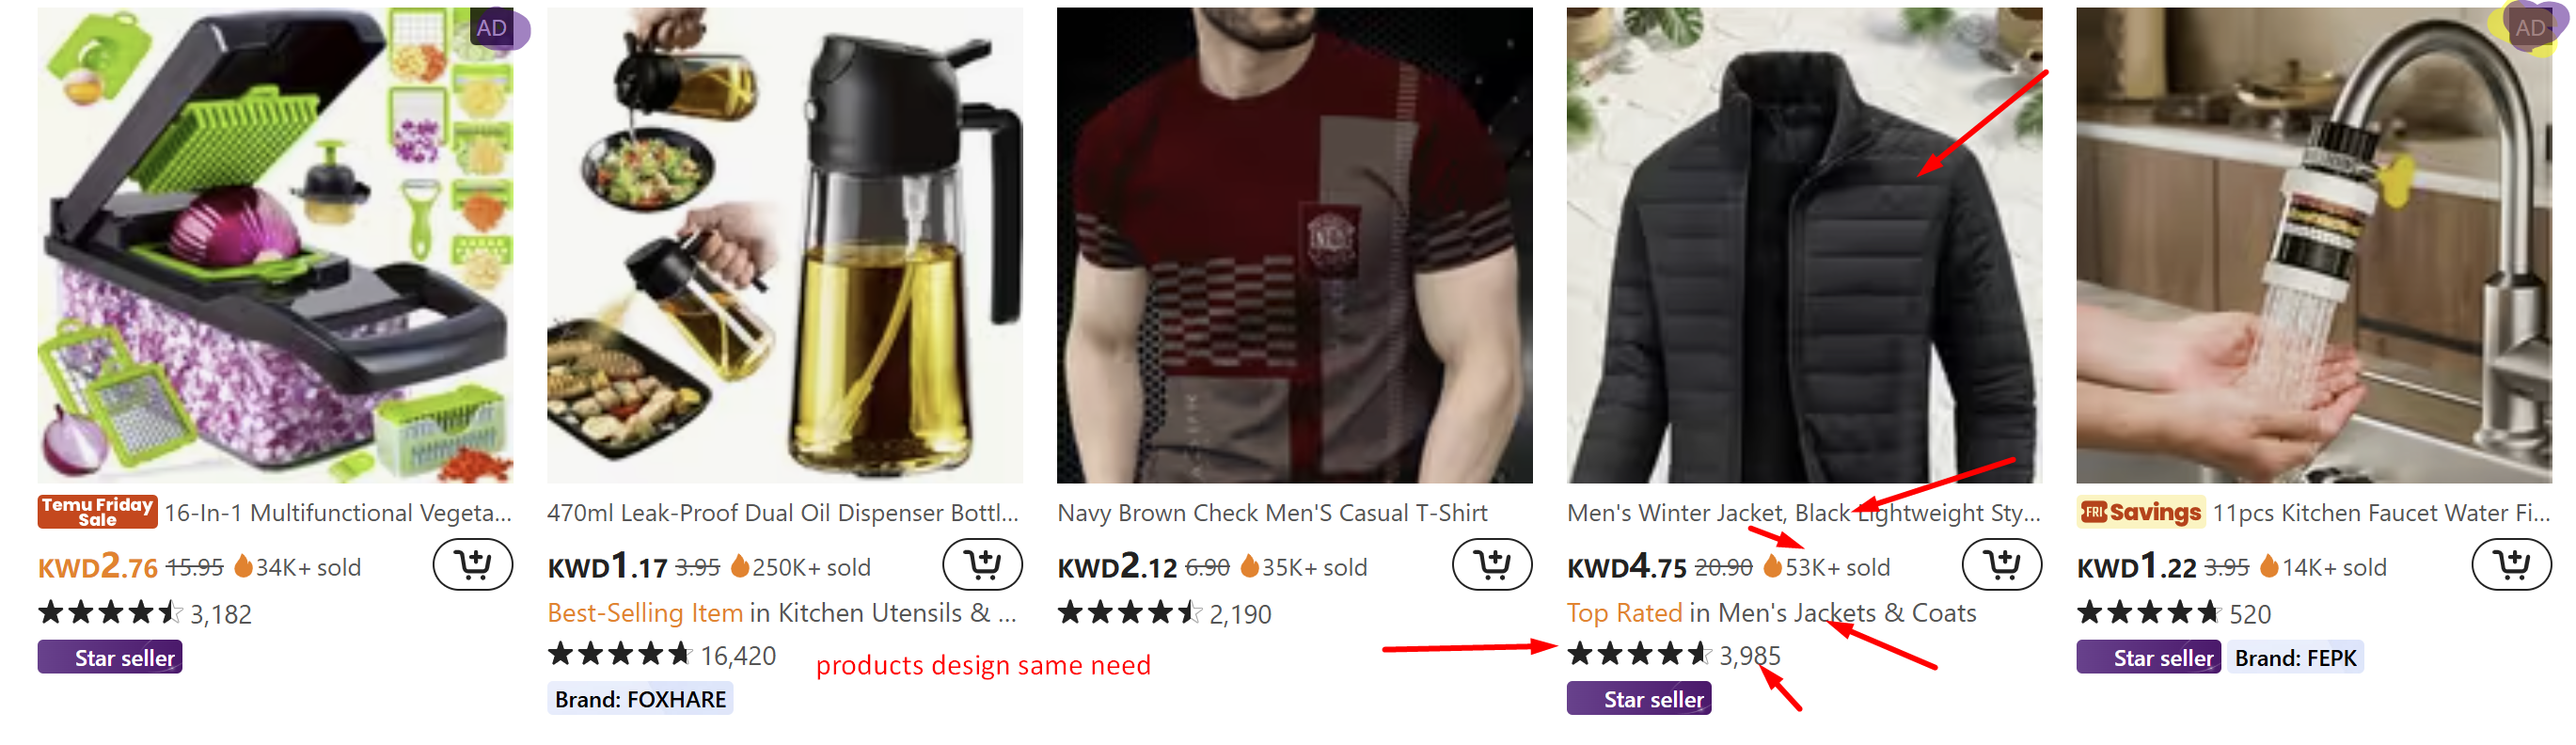 AD
Temu Friday Sale 16-In-1 Multifunctional Vegeta...
KWD2.76 15.95 34K+ sold
3,182
Star seller
470ml Leak-Proof Dual Oil Dispenser Bottl...
KWD1.17 3.95 250K+ sold
Best-Selling Item in Kitchen Utensils & ...
16,420
Brand: FOXHARE
products design same need
Navy Brown Check Men'S Casual T-Shirt
KWD2.12 6.90 35K+ sold
2,190
Men's Winter Jacket, Black Lightweight Sty...
KWD4.75 20.90 53K+ sold
Top Rated in Men's Jackets & Coats
3,985
Star seller
AD
FRI Savings 11pcs Kitchen Faucet Water Fi...
KWD1.22 3.95 14K+ sold
520
Star seller Brand: FEPK